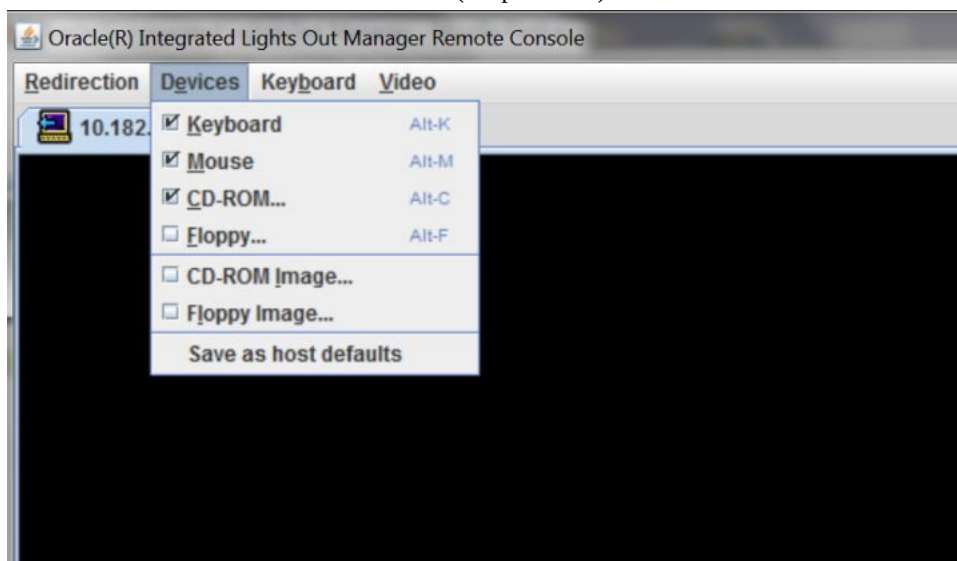 Oracle(R) Integrated Lights Out Manager Remote Console
Redirection Devices Keyboard Video
10.182.
Keyboard Alt-K
Mouse Alt-M
CD-ROM... Alt-C
Floppy... Alt-F
CD-ROM Image...
Floppy Image...
Save as host defaults